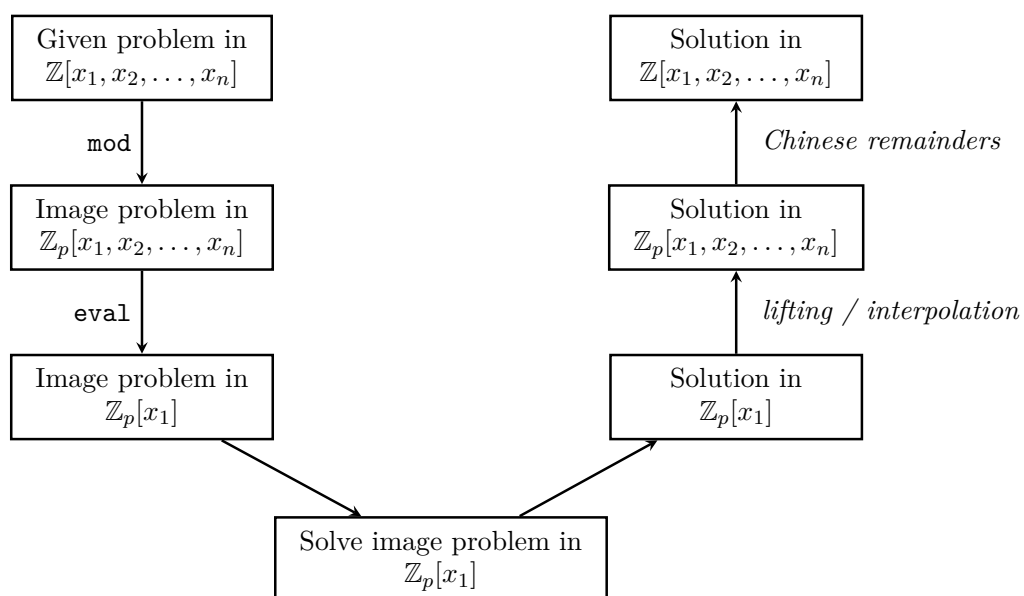 Given problem in
ℤ[x₁, x₂, . . . , xₙ]
mod
Image problem in
ℤₚ[x₁, x₂, . . . , xₙ]
eval
Image problem in
ℤₚ[x₁]
Solve image problem in
ℤₚ[x₁]
Solution in
ℤₚ[x₁]
lifting / interpolation
Solution in
ℤₚ[x₁, x₂, . . . , xₙ]
Chinese remainders
Solution in
ℤ[x₁, x₂, . . . , xₙ]